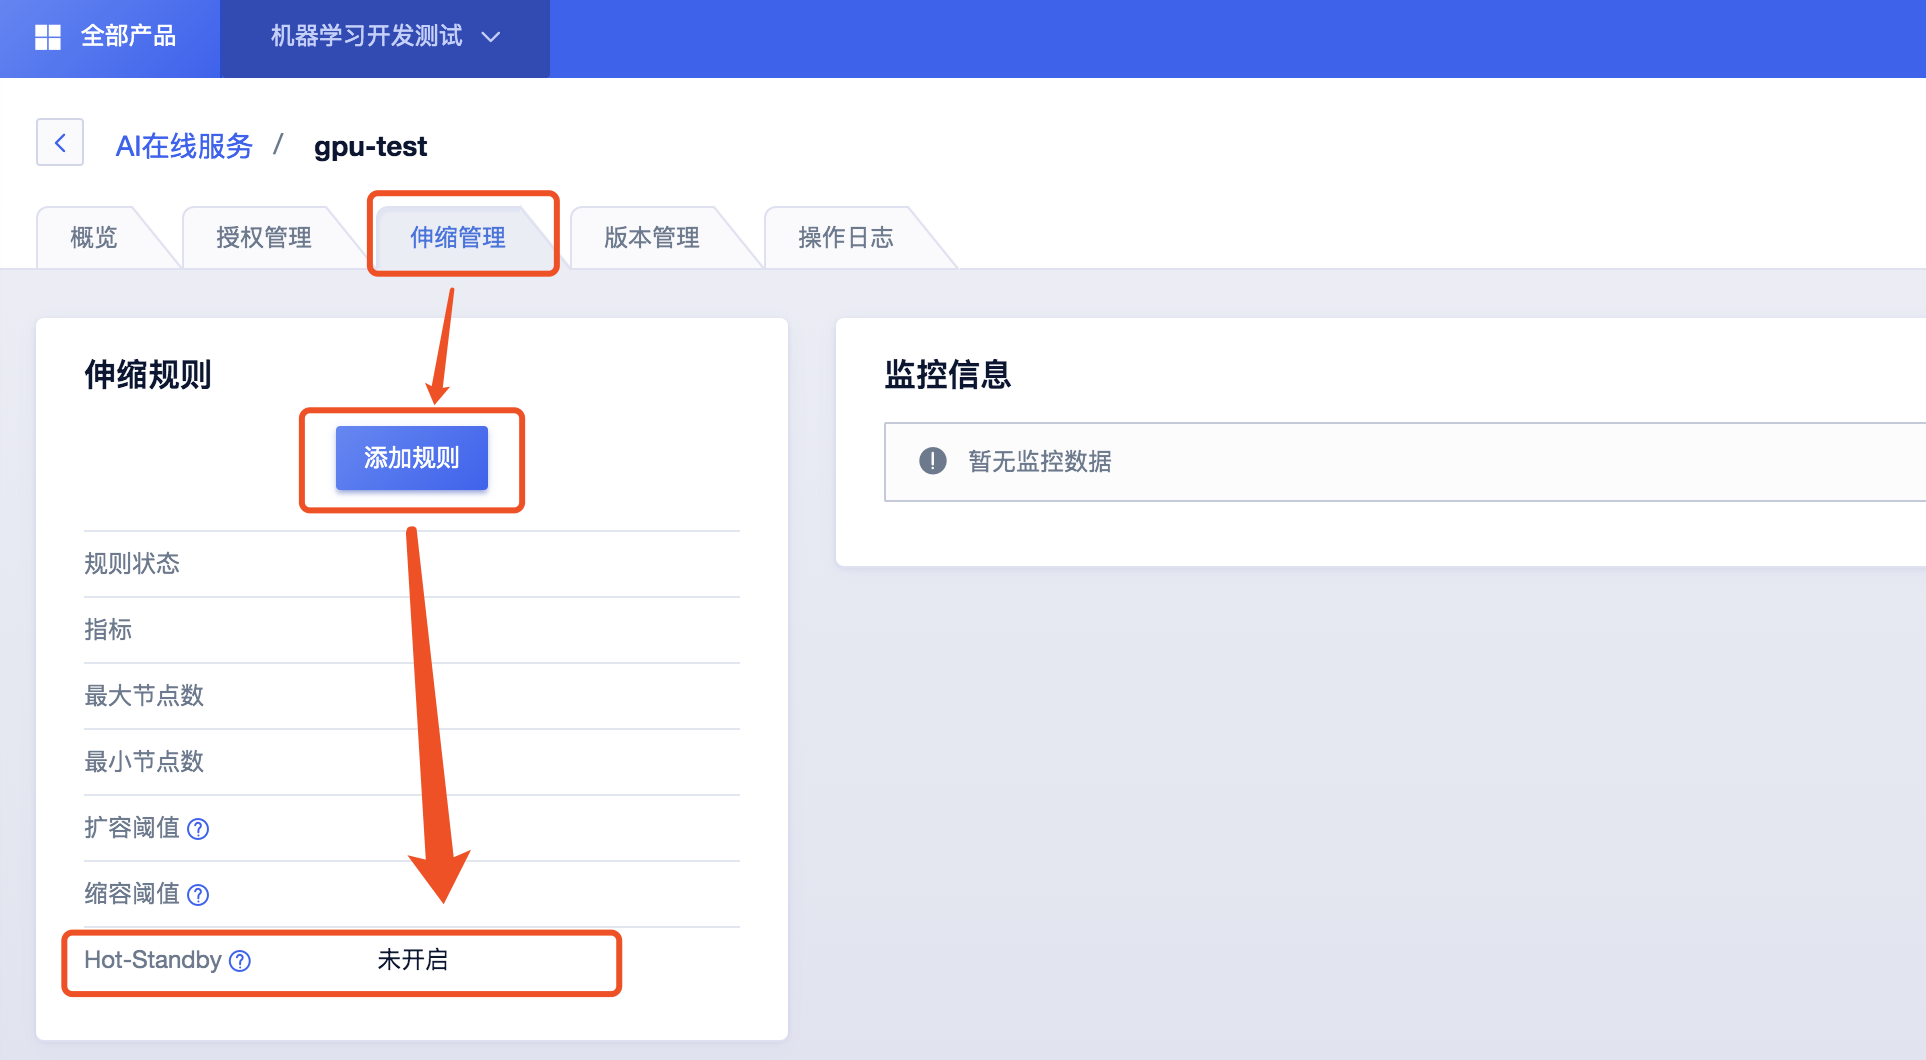 全部产品
机器学习开发测试
AI在线服务 / gpu-test
概览
授权管理
伸缩管理
版本管理
操作日志
伸缩规则
添加规则
规则状态
指标
最大节点数
最小节点数
扩容阈值 ?
缩容阈值 ?
Hot-Standby ? 未开启
监控信息
! 暂无监控数据